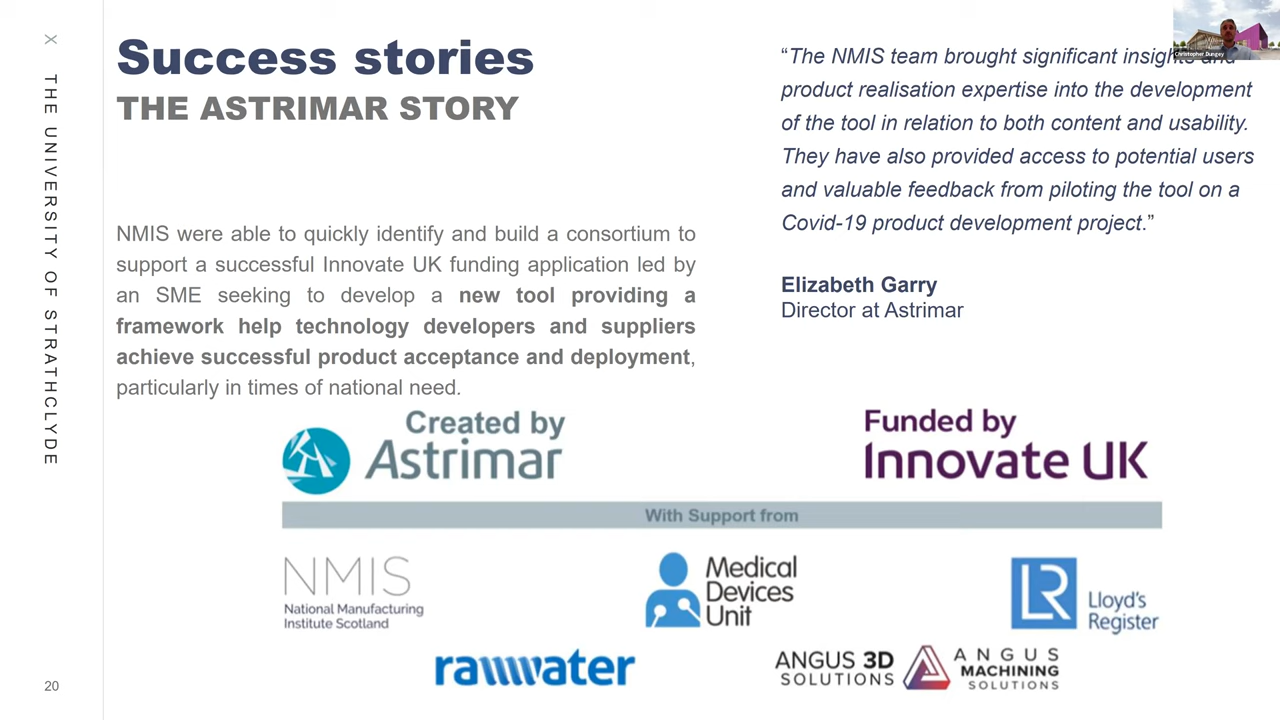 X THE UNIVERSITY OF STRATHCLYDE
Success stories
THE ASTRIMAR STORY
NMIS were able to quickly identify and build a consortium to
support a successful Innovate UK funding application led by
an SME seeking to develop a new tool providing a
framework help technology developers and suppliers
achieve successful product acceptance and deployment,
particularly in times of national need.
“The NMIS team brought significant insights and
product realisation expertise into the development
of the tool in relation to both content and usability.
They have also provided access to potential users
and valuable feedback from piloting the tool on a
Covid-19 product development project.”
Elizabeth Garry
Director at Astrimar
Christopher Dungey
Created by
Astrimar
Funded by
Innovate UK
With Support from
NMIS
National Manufacturing
Institute Scotland
Medical
Devices
Unit
LR
Lloyd's
Register
rawwater
ANGUS 3D
SOLUTIONS
ANGUS
MACHINING
SOLUTIONS
20